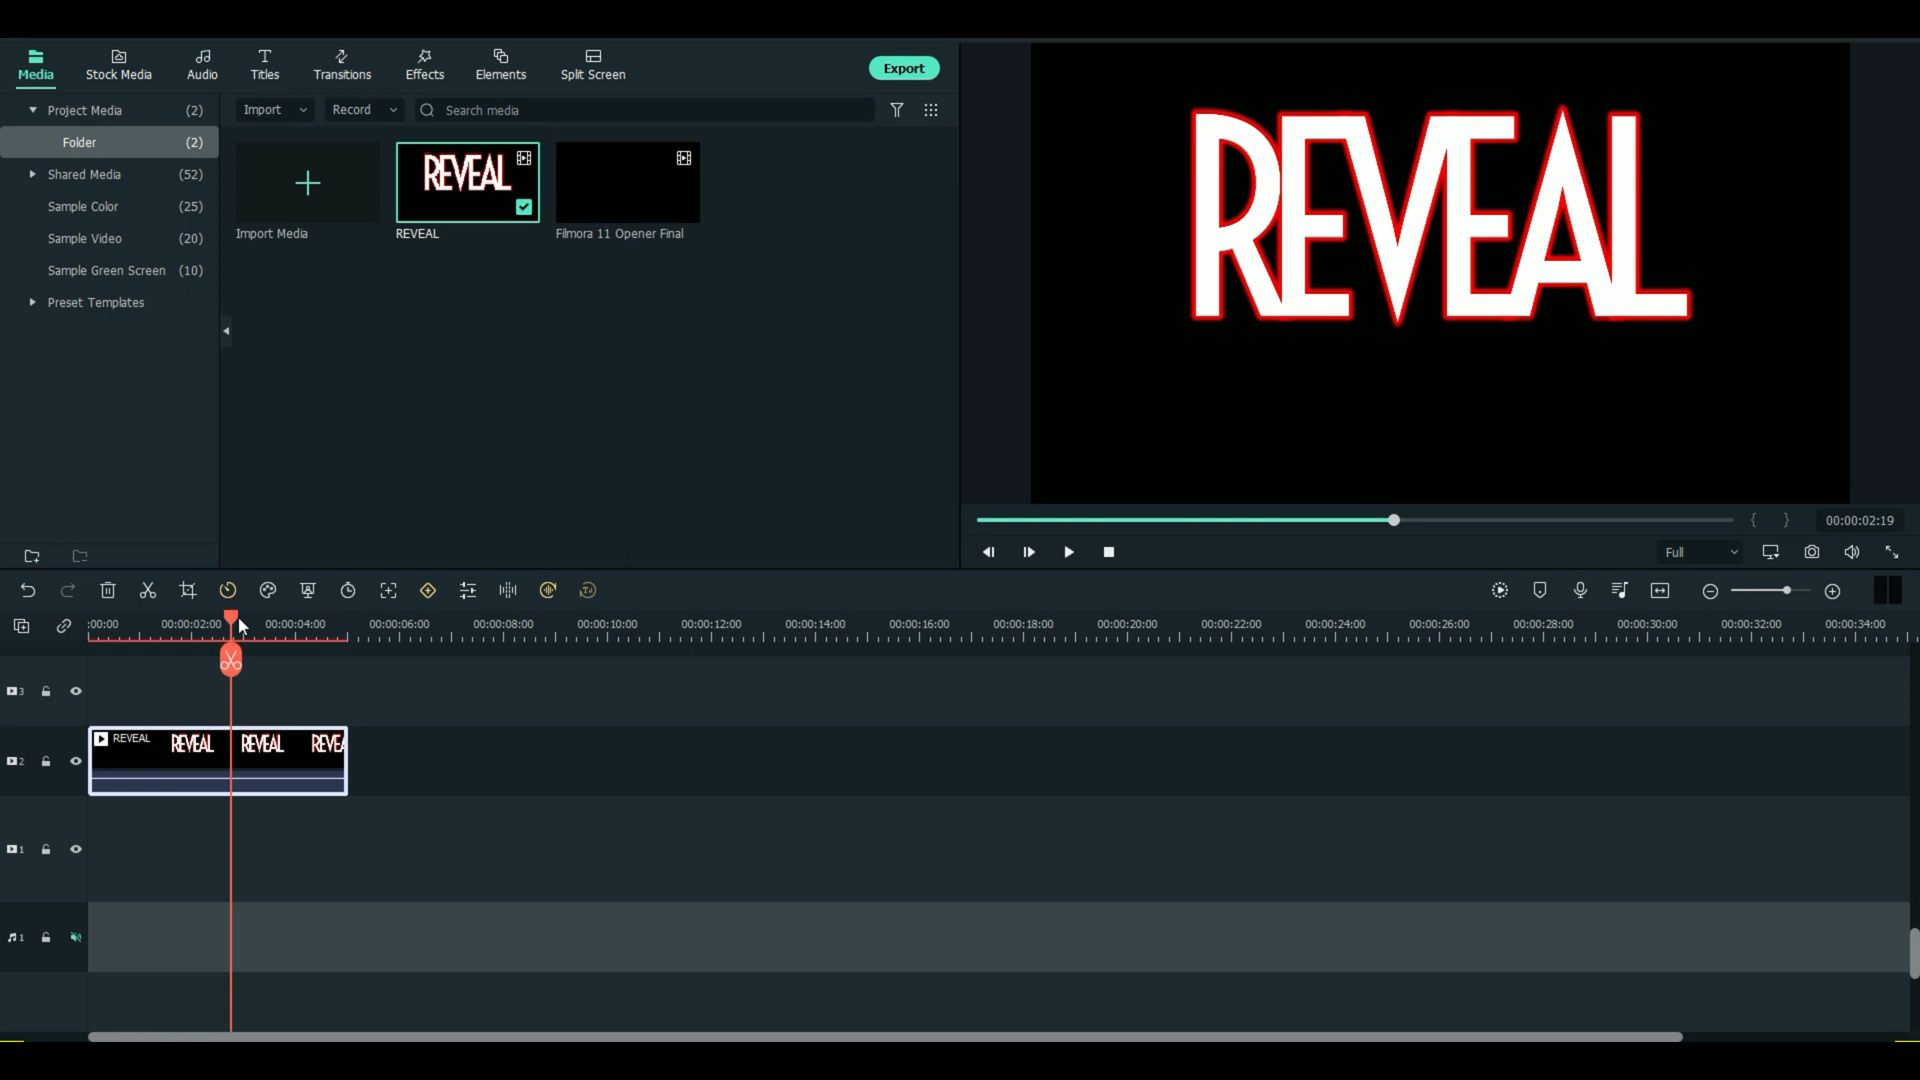 Media
Stock Media
Audio
Titles
Transitions
Effects
Elements
Split Screen
Export
Project Media (2)
Folder (2)
Shared Media (52)
Sample Color (25)
Sample Video (20)
Sample Green Screen (10)
Preset Templates
Import
Record
Search media
REVEAL
Import Media
REVEAL
Filmora 11 Opener Final
REVEAL
{ }
00:00:02:19
Full
:00:00 00:00:02:00 00:00:04:00 00:00:06:00 00:00:08:00 00:00:10:00 00:00:12:00 00:00:14:00 00:00:16:00 00:00:18:00 00:00:20:00 00:00:22:00 00:00:24:00 00:00:26:00 00:00:28:00 00:00:30:00 00:00:32:00 00:00:34:00
3
REVEAL REVEAL REVEAL REVEA
2
1
1